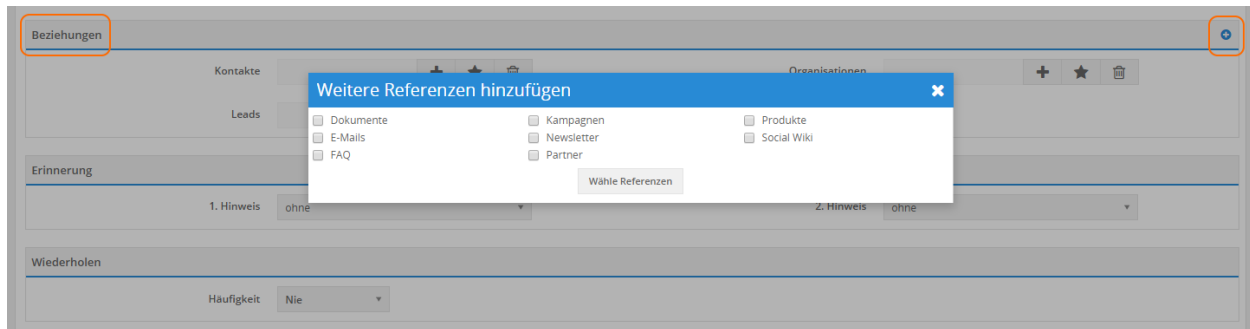 Beziehungen
Kontakte Organisationen
Weitere Referenzen hinzufügen
Leads
Dokumente Kampagnen Produkte
E-Mails Newsletter Social Wiki
FAQ Partner
Wähle Referenzen
Erinnerung
1. Hinweis ohne 2. Hinweis ohne
Wiederholen
Häufigkeit Nie